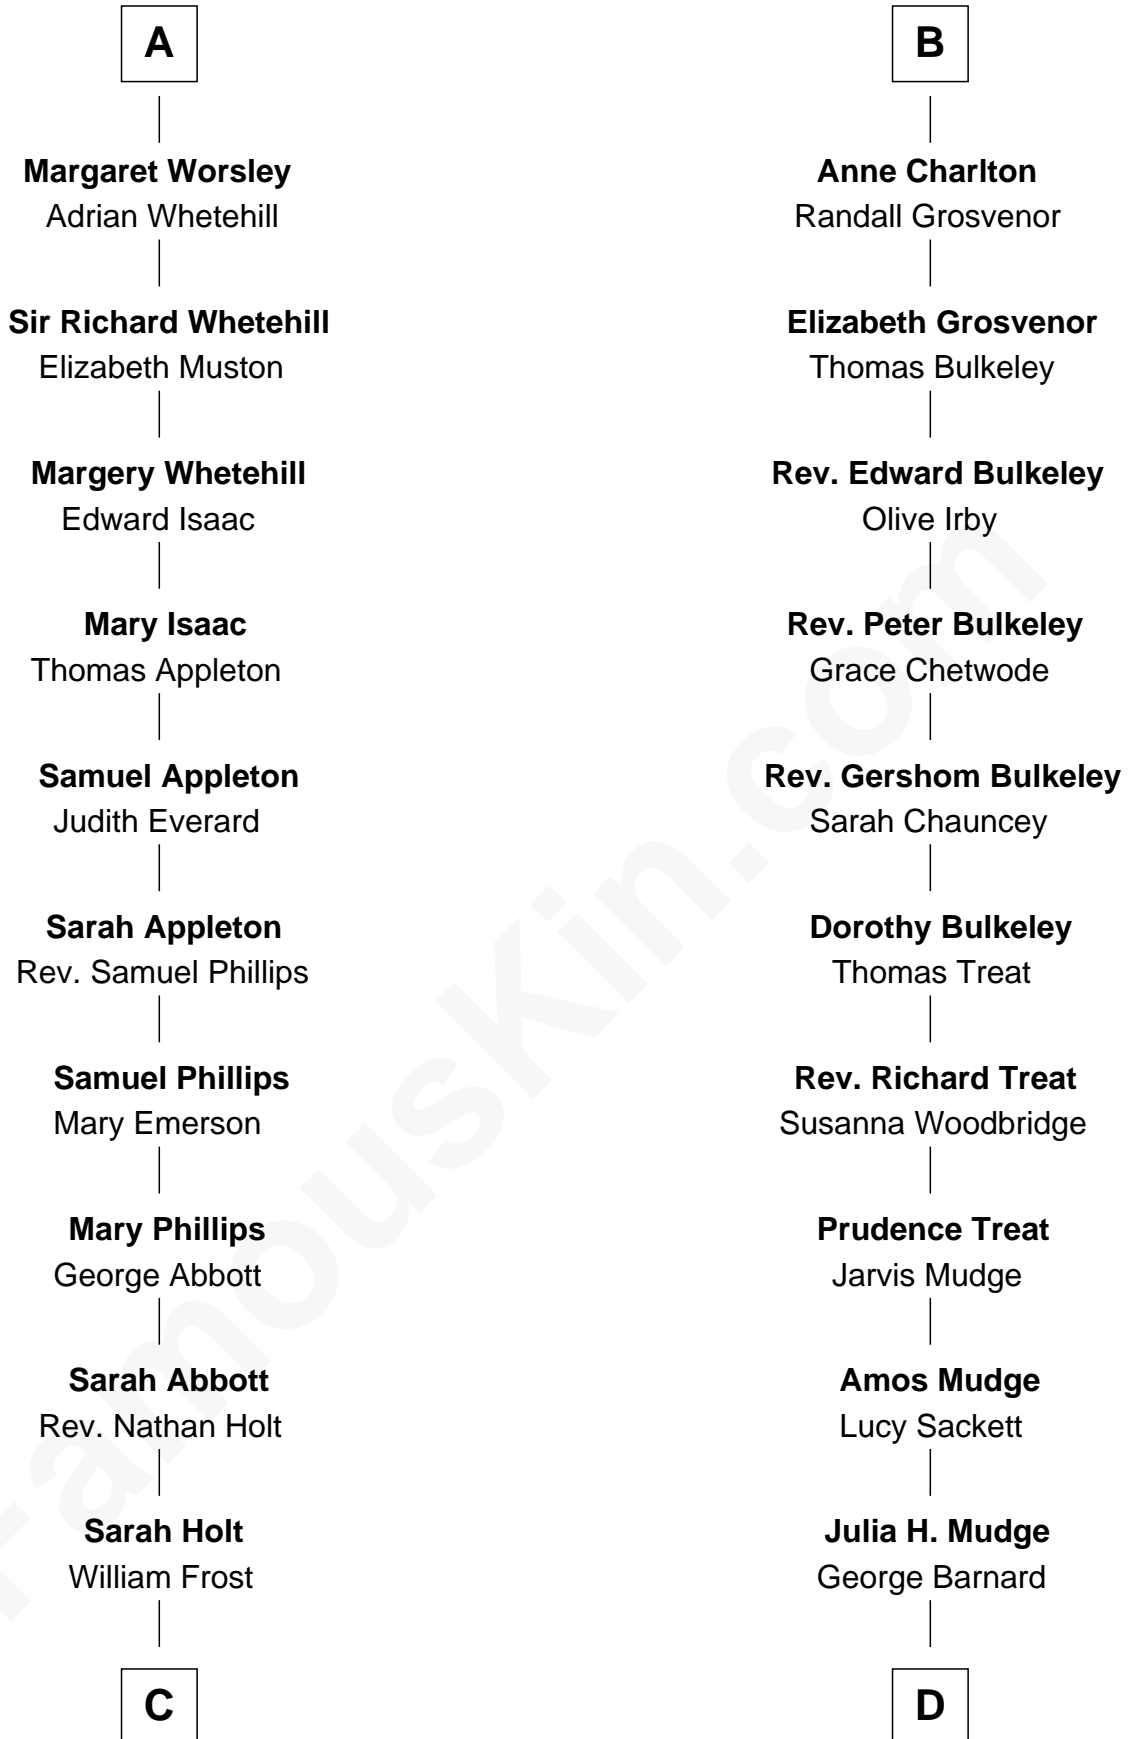 A
Margaret Worsley
Adrian Whetehill
Sir Richard Whetehill
Elizabeth Muston
Margery Whetehill
Edward Isaac
Mary Isaac
Thomas Appleton
Samuel Appleton
Judith Everard
Sarah Appleton
Rev. Samuel Phillips
Samuel Phillips
Mary Emerson
Mary Phillips
George Abbott
Sarah Abbott
Rev. Nathan Holt
Sarah Holt
William Frost
C
B
Anne Charlton
Randall Grosvenor
Elizabeth Grosvenor
Thomas Bulkeley
Rev. Edward Bulkeley
Olive Irby
Rev. Peter Bulkeley
Grace Chetwode
Rev. Gershom Bulkeley
Sarah Chauncey
Dorothy Bulkeley
Thomas Treat
Rev. Richard Treat
Susanna Woodbridge
Prudence Treat
Jarvis Mudge
Amos Mudge
Lucy Sackett
Julia H. Mudge
George Barnard
D
FamousKin.com